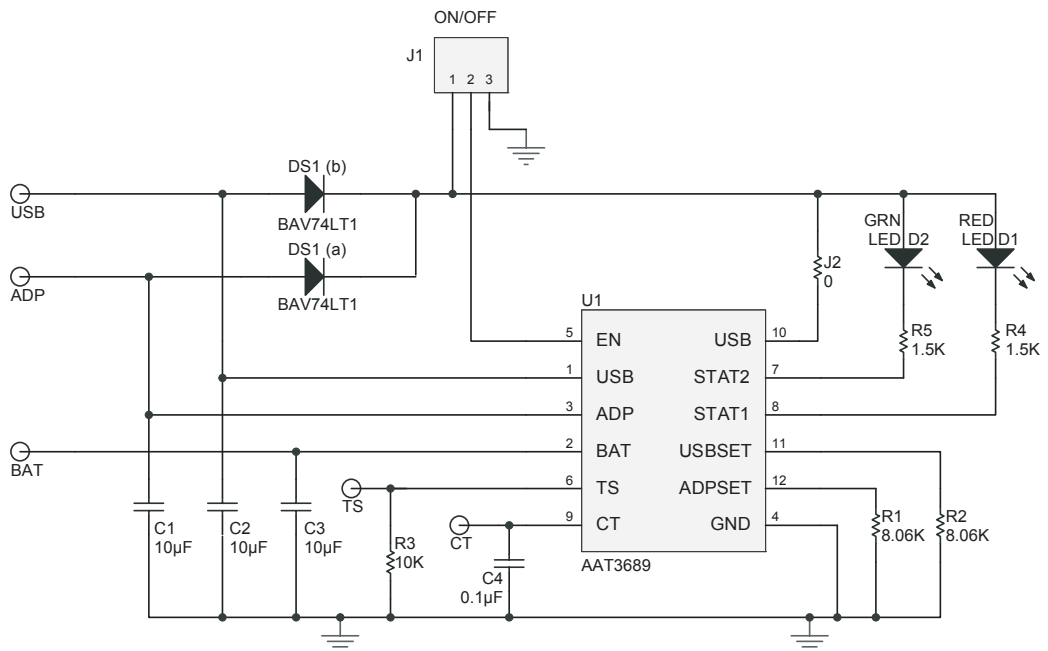 ON/OFF
J1
1 2 3
DS1 (b)
BAV74LT1
USB
DS1 (a)
BAV74LT1
ADP
GRN
LED D2
RED
LED D1
J2
0
R5
1.5K
R4
1.5K
U1
5 EN USB 10
1 USB STAT2 7
3 ADP STAT1 8
2 BAT USBSET 11
6 TS ADPSET 12
9 CT GND 4
AAT3689
BAT
TS
CT
C1
10µF
C2
10µF
C3
10µF
R3
10K
C4
0.1µF
R1
8.06K
R2
8.06K